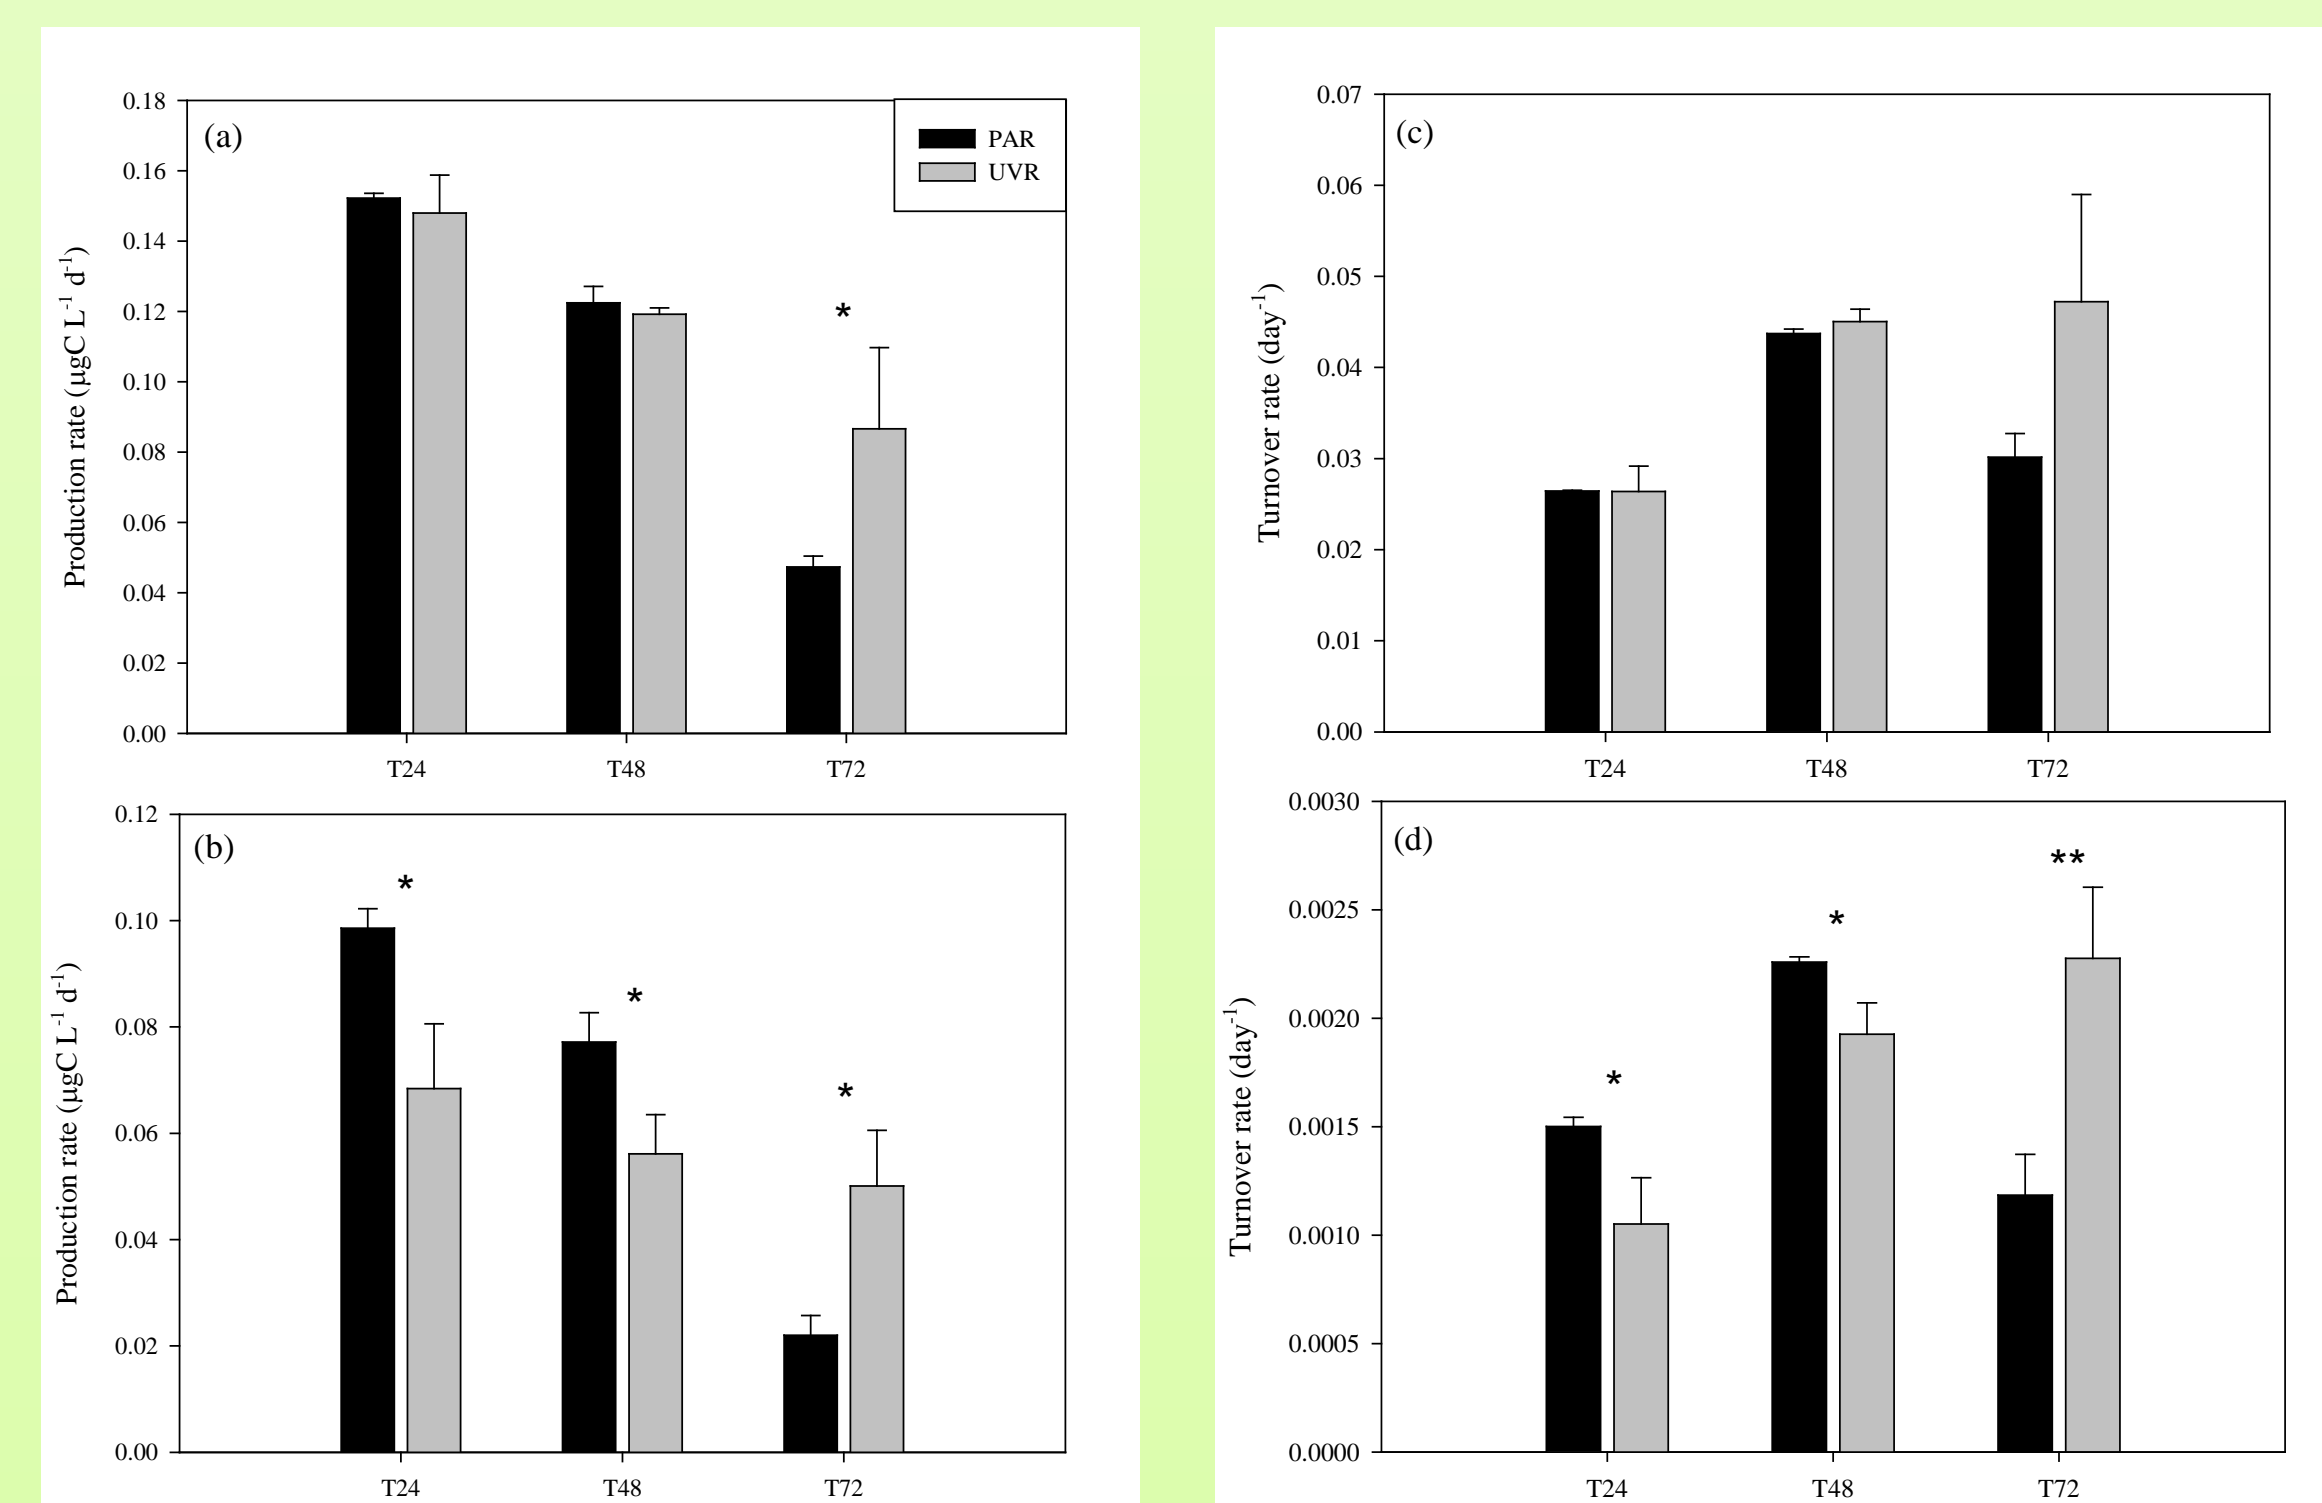 (a)
PAR
UVR
0.18
0.16
0.14
0.12
0.10
0.08
0.06
0.04
0.02
0.00
Production rate (µgC L-1 d-1)
*
T24 T48 T72
(b)
0.12
0.10
0.08
0.06
0.04
0.02
0.00
Production rate (µgC L-1 d-1)
*
*
*
T24 T48 T72
(c)
0.07
0.06
0.05
0.04
0.03
0.02
0.01
0.00
Turnover rate (day-1)
T24 T48 T72
(d)
0.0030
0.0025
0.0020
0.0015
0.0010
0.0005
0.0000
Turnover rate (day-1)
*
*
**
T24 T48 T72